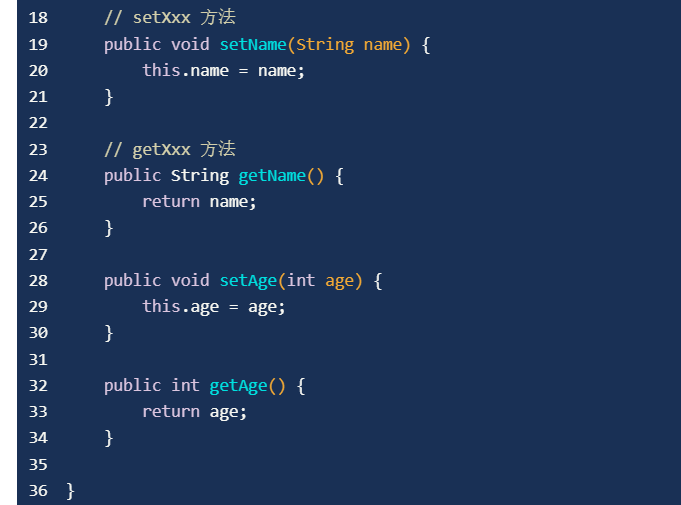 18 // setXxx 方法
19 public void setName(String name) {
20 this.name = name;
21 }
22
23 // getXxx 方法
24 public String getName() {
25 return name;
26 }
27
28 public void setAge(int age) {
29 this.age = age;
30 }
31
32 public int getAge() {
33 return age;
34 }
35
36 }